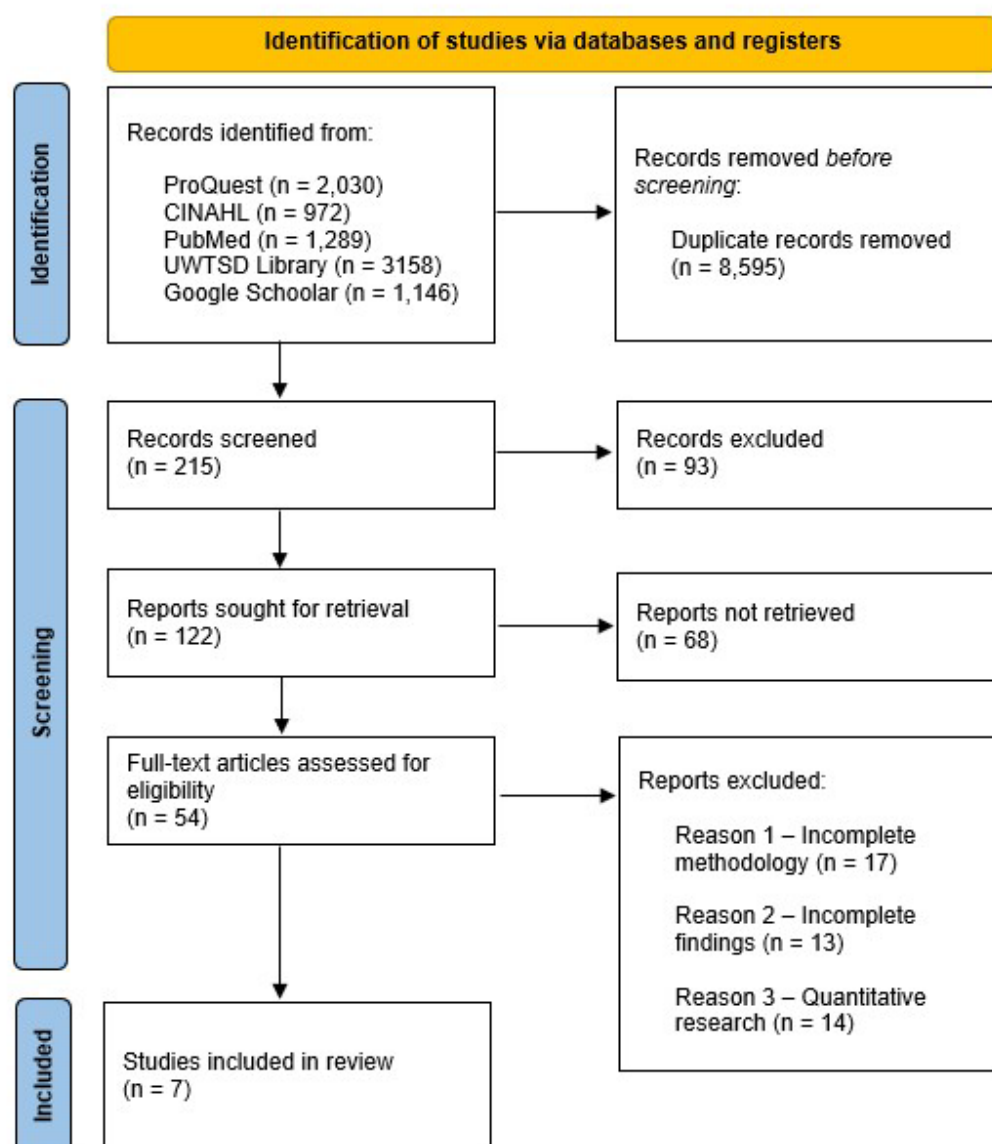 Identification of studies via databases and registers
Identification
Records identified from:
ProQuest (n = 2,030)
CINAHL (n = 972)
PubMed (n = 1,289)
UWTSD Library (n = 3158)
Google Schoolar (n = 1,146)
Records removed before
screening:
Duplicate records removed
(n = 8,595)
Screening
Records screened
(n = 215)
Records excluded
(n = 93)
Reports sought for retrieval
(n = 122)
Reports not retrieved
(n = 68)
Full-text articles assessed for
eligibility
(n = 54)
Reports excluded:
Reason 1 – Incomplete
methodology (n = 17)
Reason 2 – Incomplete
findings (n = 13)
Reason 3 – Quantitative
research (n = 14)
Included
Studies included in review
(n = 7)